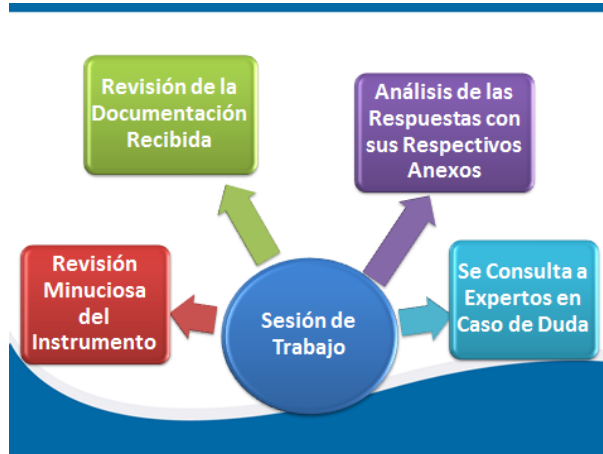 Revisión de la
Documentación
Recibida
Análisis de las
Respuestas con
sus Respectivos
Anexos
Revisión
Minuciosa
del
Instrumento
Sesión de
Trabajo
Se Consulta a
Expertos en
Caso de Duda